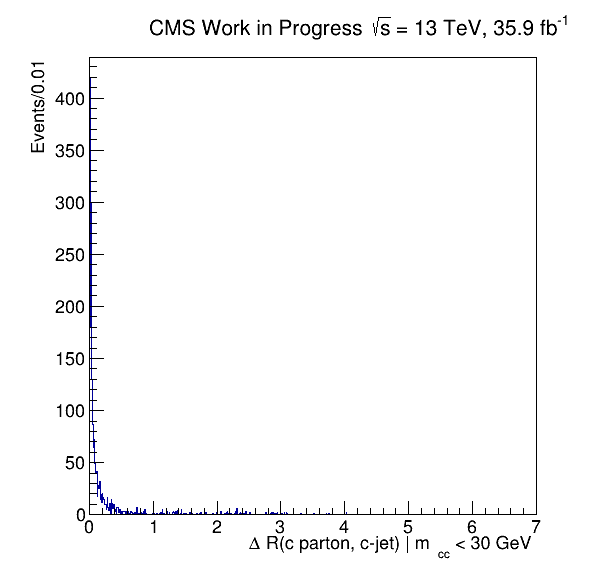 CMS Work in Progress √s = 13 TeV, 35.9 fb-1
Events/0.01
400
350
300
250
200
150
100
50
0
0 1 2 3 4 5 6 7
Δ R(c parton, c-jet) | m cc < 30 GeV